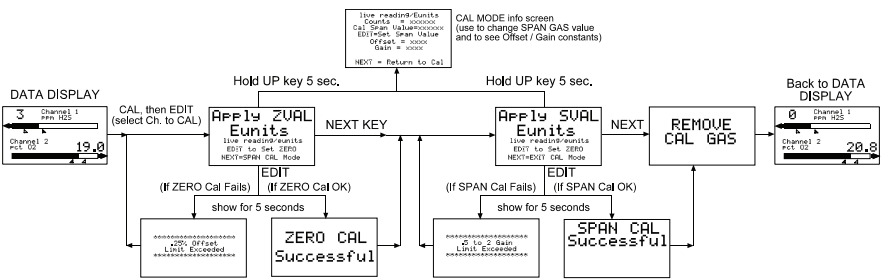 live reading/Eunits
Counts = xxxxxx
Cal Span Value=xxxxxx
EDIT=Set Span Value
Offset = xxxx
Gain = xxxx
NEXT = Return to Cal
CAL MODE info screen
(use to change SPAN GAS value
and to see Offset / Gain constants)
Hold UP key 5 sec.
Hold UP key 5 sec.
DATA DISPLAY
3 Channel 1
PPM H2S
Channel 2
Pct O2 19.0
CAL, then EDIT
(select Ch. to CAL)
Apply ZVAL
Eunits
live reading/eunits
EDIT to Set ZERO
NEXT=SPAN CAL Mode
NEXT KEY
Apply SVAL
Eunits
live reading/eunits
EDIT to Set ZERO
NEXT=EXIT CAL Mode
NEXT
REMOVE
CAL GAS
Back to DATA
DISPLAY
0 Channel 1
PPM H2S
Channel 2
Pct O2 20.8
EDIT
(If ZERO Cal Fails) (If ZERO Cal OK)
show for 5 seconds
********************
.25% Offset
Limit Exceeded
********************
ZERO CAL
Successful
EDIT
(If SPAN Cal Fails) (If SPAN Cal OK)
show for 5 seconds
********************
.5 to 2 Gain
Limit Exceeded
********************
SPAN CAL
Successful